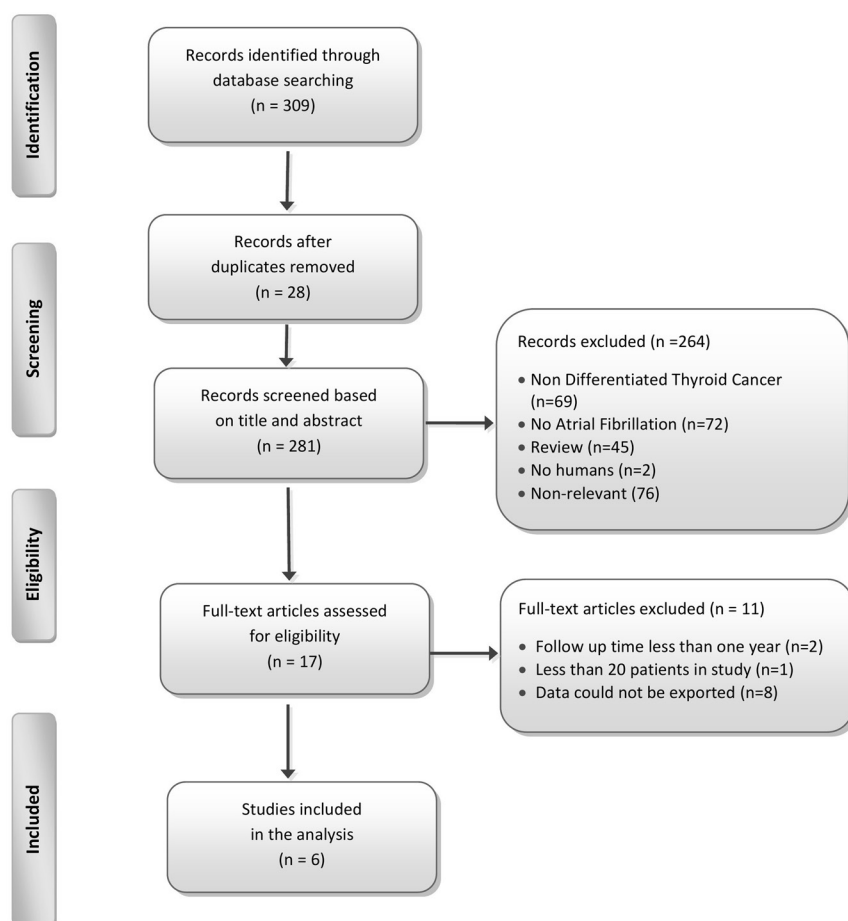 Identification
Records identified through
database searching
(n = 309)
Records after
duplicates removed
(n = 28)
Screening
Records screened based
on title and abstract
(n = 281)
Records excluded (n =264)
• Non Differentiated Thyroid Cancer
(n=69)
• No Atrial Fibrillation (n=72)
• Review (n=45)
• No humans (n=2)
• Non-relevant (76)
Eligibility
Full-text articles assessed
for eligibility
(n = 17)
Full-text articles excluded (n = 11)
• Follow up time less than one year (n=2)
• Less than 20 patients in study (n=1)
• Data could not be exported (n=8)
Included
Studies included
in the analysis
(n = 6)